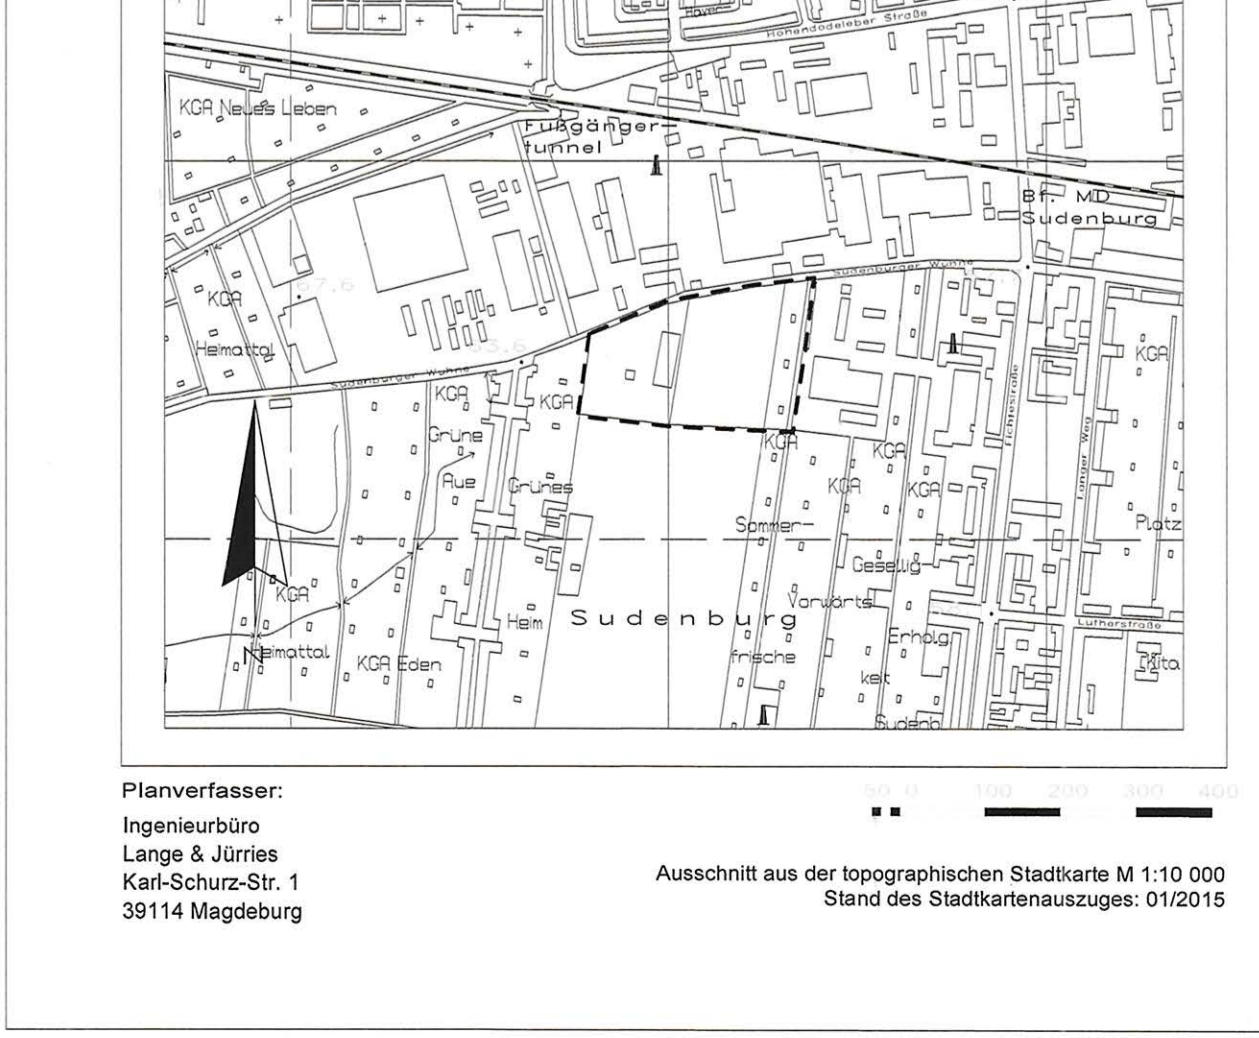 Hohendodeleber Straße
KGA Neues Leben
Fußgänger-
tunnel
Bf. MD
Sudenburg
Sudenburger Wuhne
67.6
KGA
Heimattal
63.6
Sudenburger Wuhne
KGA
KGA
KGA
Fichtestraße
Langer Weg
Grüne
Aue
KGA
KGA
KGA
KGA
Grünes
Sommer-
Platz
Gesellig-
KGA
Vorwärts
Heim
Sudenburg
Lutherstraße
Erholg.
N
Heimattal
KGA Eden
frische
Kita
keit
Sudenb
Planverfasser:
Ingenieurbüro
Lange & Jürries
Karl-Schurz-Str. 1
39114 Magdeburg
50 0 100 200 300 400
Ausschnitt aus der topographischen Stadtkarte M 1:10 000
Stand des Stadtkartenauszuges: 01/2015